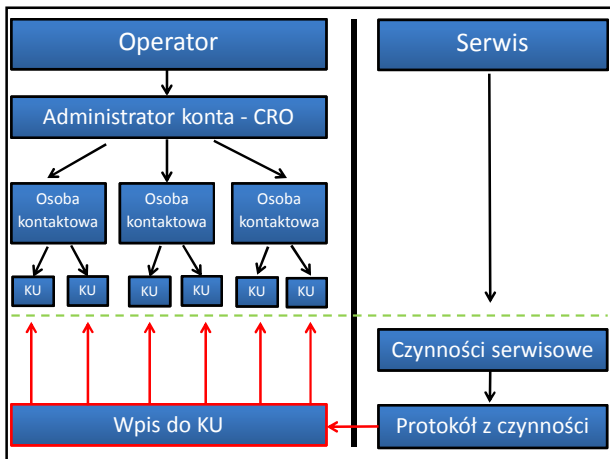 Operator
Serwis
Administrator konta - CRO
Osoba
kontaktowa
Osoba
kontaktowa
Osoba
kontaktowa
KU
KU
KU
KU
KU
KU
Czynności serwisowe
Wpis do KU
Protokół z czynności